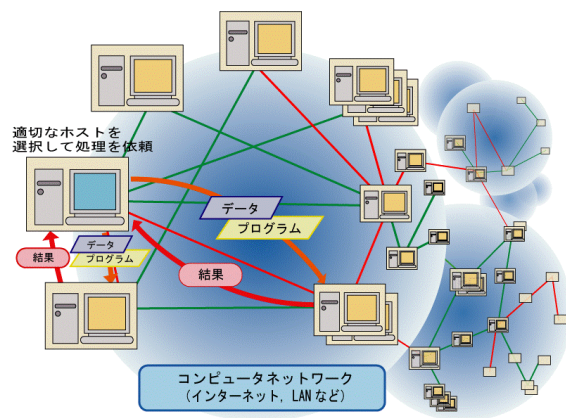 適切なホストを
選択して処理を依頼
データ
プログラム
データ
プログラム
結果
結果
コンピュータネットワーク
(インターネット, LANなど)